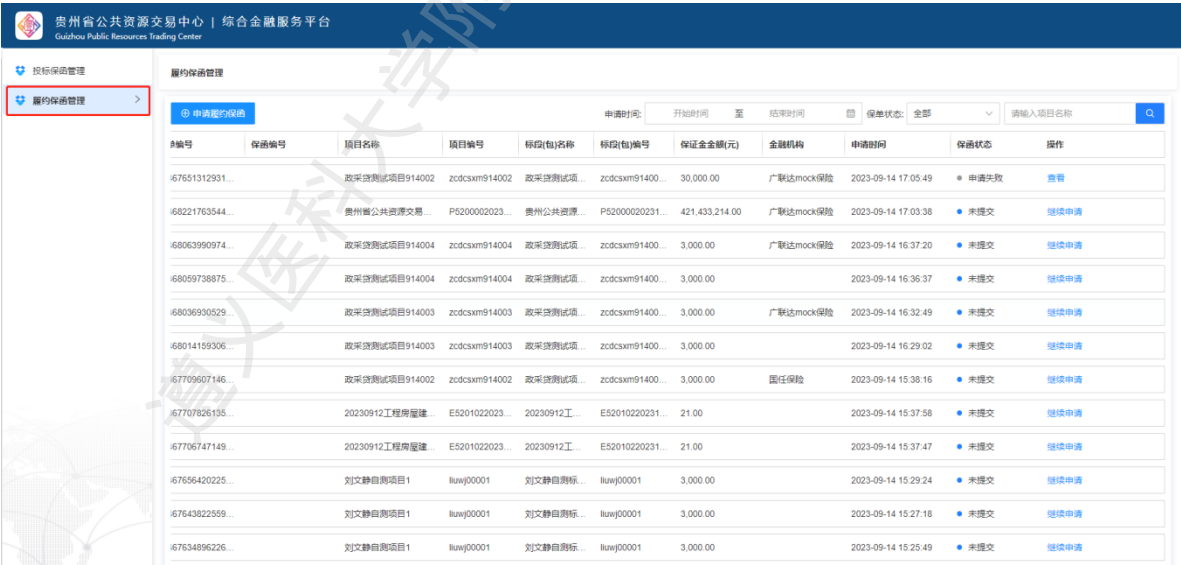 贵州省公共资源交易中心 | 综合金融服务平台
Guizhou Public Resources Trading Center
投标保函管理
履约保函管理
履约保函管理
申请履约保函 申请时间: 开始时间 至 结束时间 保单状态: 全部 请输入项目名称
编号 保函编号 项目名称 项目编号 标段(包)名称 标段(包)编号 保证金金额(元) 金融机构 申请时间 保函状态 操作
67651312931... 政采贷测试项目914002 zcdcsxm914002 政采贷测试项... zcdcsxm91400... 30,000.00 广联达mock保险 2023-09-14 17:05:49 申请失败 查看
68221763544... 贵州省公共资源交易... P5200002023... 贵州公共资源... P52000020231... 421,433,214.00 广联达mock保险 2023-09-14 17:03:38 未提交 继续申请
68063990974... 政采贷测试项目914004 zcdcsxm914004 政采贷测试项... zcdcsxm91400... 3,000.00 广联达mock保险 2023-09-14 16:37:20 未提交 继续申请
68059738875... 政采贷测试项目914004 zcdcsxm914004 政采贷测试项... zcdcsxm91400... 3,000.00 2023-09-14 16:36:37 未提交 继续申请
68036930529... 政采贷测试项目914003 zcdcsxm914003 政采贷测试项... zcdcsxm91400... 3,000.00 广联达mock保险 2023-09-14 16:32:49 未提交 继续申请
68014159306... 政采贷测试项目914003 zcdcsxm914003 政采贷测试项... zcdcsxm91400... 3,000.00 2023-09-14 16:29:02 未提交 继续申请
67709607146... 政采贷测试项目914002 zcdcsxm914002 政采贷测试项... zcdcsxm91400... 3,000.00 国任保险 2023-09-14 15:38:16 未提交 继续申请
67707826135... 20230912工程房屋建... E5201022023... 20230912工... E52010220231... 21.00 2023-09-14 15:37:58 未提交 继续申请
67706747149... 20230912工程房屋建... E5201022023... 20230912工... E52010220231... 21.00 2023-09-14 15:37:47 未提交 继续申请
67656420225... 刘文静自测项目1 liuwj00001 刘文静自测标... liuwj00001 3,000.00 2023-09-14 15:29:24 未提交 继续申请
67643822559... 刘文静自测项目1 liuwj00001 刘文静自测标... liuwj00001 3,000.00 2023-09-14 15:27:18 未提交 继续申请
67634896226... 刘文静自测项目1 liuwj00001 刘文静自测标... liuwj00001 3,000.00 2023-09-14 15:25:49 未提交 继续申请
遵义医科大学附